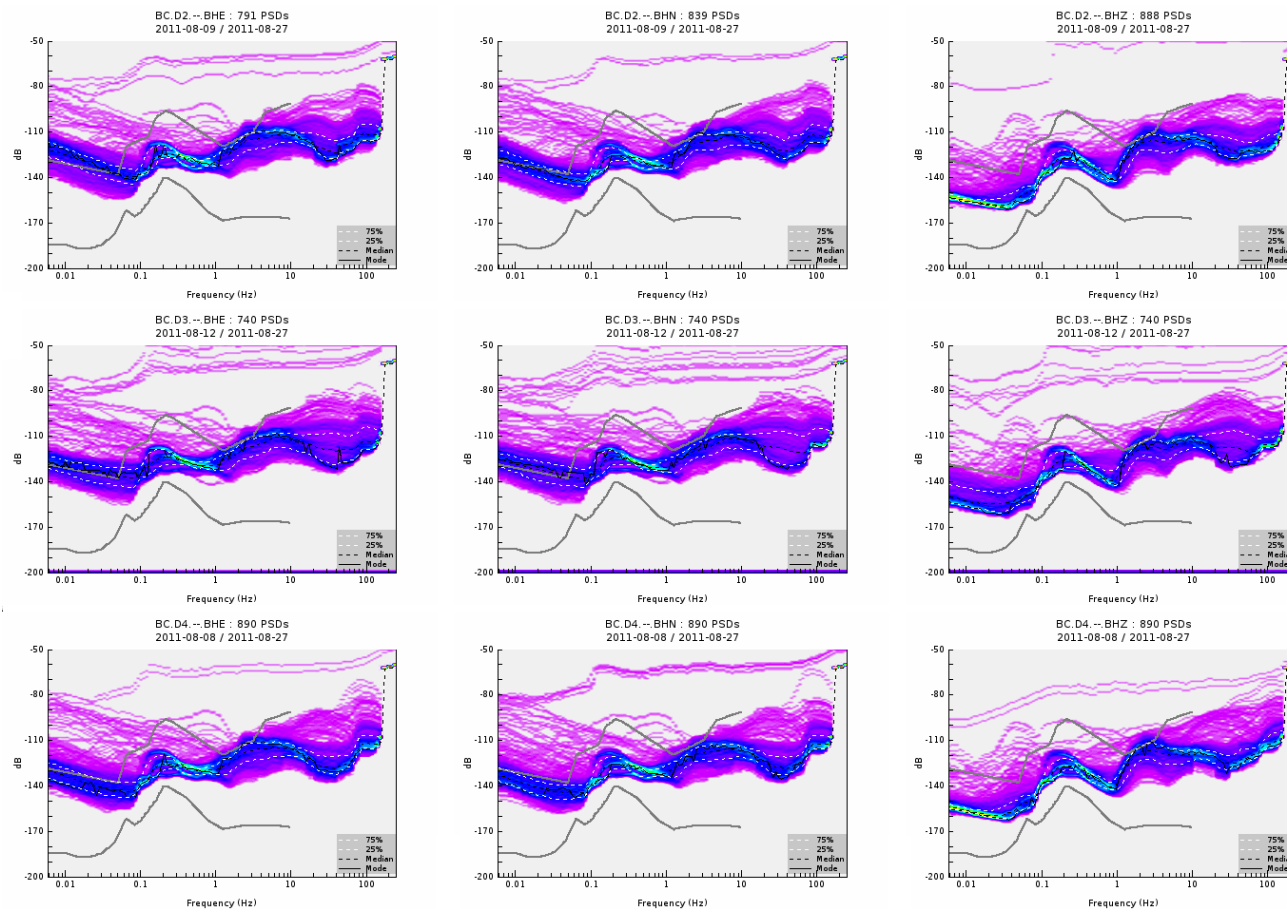 BC.D2.--.BHE : 791 PSDs
2011-08-09 / 2011-08-27
-50
-80
-110
dB
-140
-170
-200
75%
25%
Median
Mode
0.01 0.1 1 10 100
Frequency (Hz)
BC.D2.--.BHN : 839 PSDs
2011-08-09 / 2011-08-27
-50
-80
-110
dB
-140
-170
-200
75%
25%
Median
Mode
0.01 0.1 1 10 100
Frequency (Hz)
BC.D2.--.BHZ : 888 PSDs
2011-08-09 / 2011-08-27
-50
-80
-110
dB
-140
-170
-200
75%
25%
Median
Mode
0.01 0.1 1 10 100
Frequency (Hz)
BC.D3.--.BHE : 740 PSDs
2011-08-12 / 2011-08-27
-50
-80
-110
dB
-140
-170
-200
75%
25%
Median
Mode
0.01 0.1 1 10 100
Frequency (Hz)
BC.D3.--.BHN : 740 PSDs
2011-08-12 / 2011-08-27
-50
-80
-110
dB
-140
-170
-200
75%
25%
Median
Mode
0.01 0.1 1 10 100
Frequency (Hz)
BC.D3.--.BHZ : 740 PSDs
2011-08-12 / 2011-08-27
-50
-80
-110
dB
-140
-170
-200
75%
25%
Median
Mode
0.01 0.1 1 10 100
Frequency (Hz)
BC.D4.--.BHE : 890 PSDs
2011-08-08 / 2011-08-27
-50
-80
-110
dB
-140
-170
-200
75%
25%
Median
Mode
0.01 0.1 1 10 100
Frequency (Hz)
BC.D4.--.BHN : 890 PSDs
2011-08-08 / 2011-08-27
-50
-80
-110
dB
-140
-170
-200
75%
25%
Median
Mode
0.01 0.1 1 10 100
Frequency (Hz)
BC.D4.--.BHZ : 890 PSDs
2011-08-08 / 2011-08-27
-50
-80
-110
dB
-140
-170
-200
75%
25%
Median
Mode
0.01 0.1 1 10 100
Frequency (Hz)